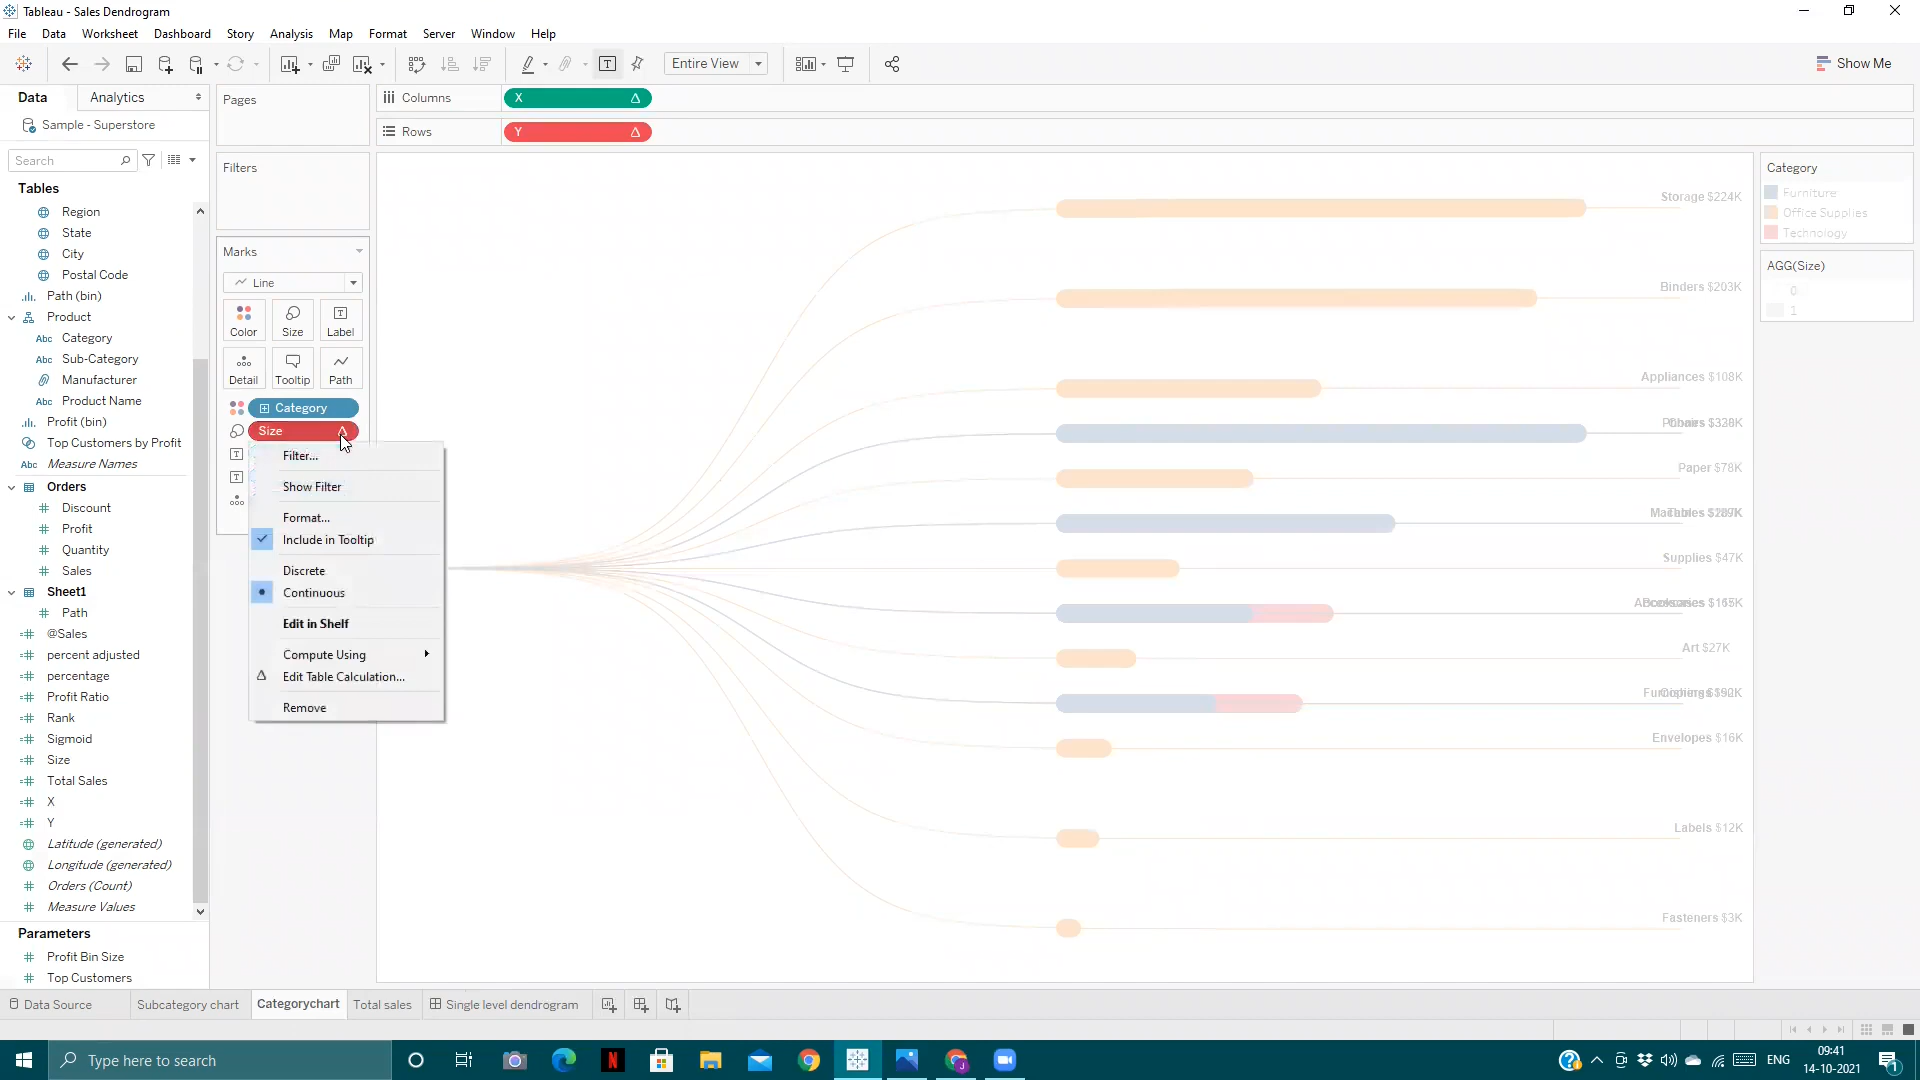 Tableau - Sales Dendrogram
File Data Worksheet Dashboard Story Analysis Map Format Server Window Help
Entire View
Show Me
Data Analytics
Sample - Superstore
Search
Tables
Region
State
City
Postal Code
Path (bin)
Product
Abc Category
Abc Sub-Category
Manufacturer
Abc Product Name
Profit (bin)
Top Customers by Profit
Abc Measure Names
Orders
Discount
Profit
Quantity
Sales
Sheet1
Path
@Sales
percent adjusted
percentage
Profit Ratio
Rank
Sigmoid
Size
Total Sales
X
Y
Latitude (generated)
Longitude (generated)
Orders (Count)
Measure Values
Parameters
Profit Bin Size
Top Customers
Pages
Filters
Marks
Line
Color Size Label
Detail Tooltip Path
Category
Size
Filter...
Show Filter
Format...
Include in Tooltip
Discrete
Continuous
Edit in Shelf
Compute Using
Edit Table Calculation...
Remove
Columns X
Rows Y
Storage $224K
Binders $203K
Appliances $108K
Paper $78K
Supplies $47K
Art $27K
Envelopes $16K
Labels $12K
Fasteners $3K
Category
Furniture
Office Supplies
Technology
AGG(Size)
0
1
Data Source Subcategory chart Categorychart Total sales Single level dendrogram
Type here to search
ENG
09:41
14-10-2021
1